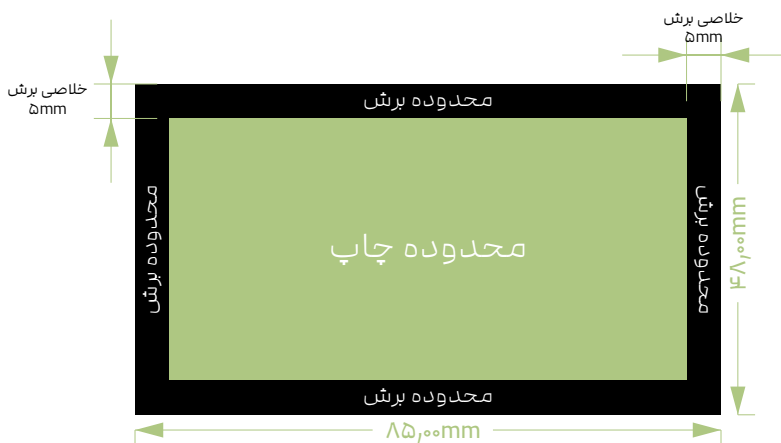 خلاصی برش
۵mm
خلاصی برش
۵mm
محدوده برش
محدوده برش
محدوده چاپ
محدوده برش
۴۸,۰۰mm
محدوده برش
۸۵,۰۰mm